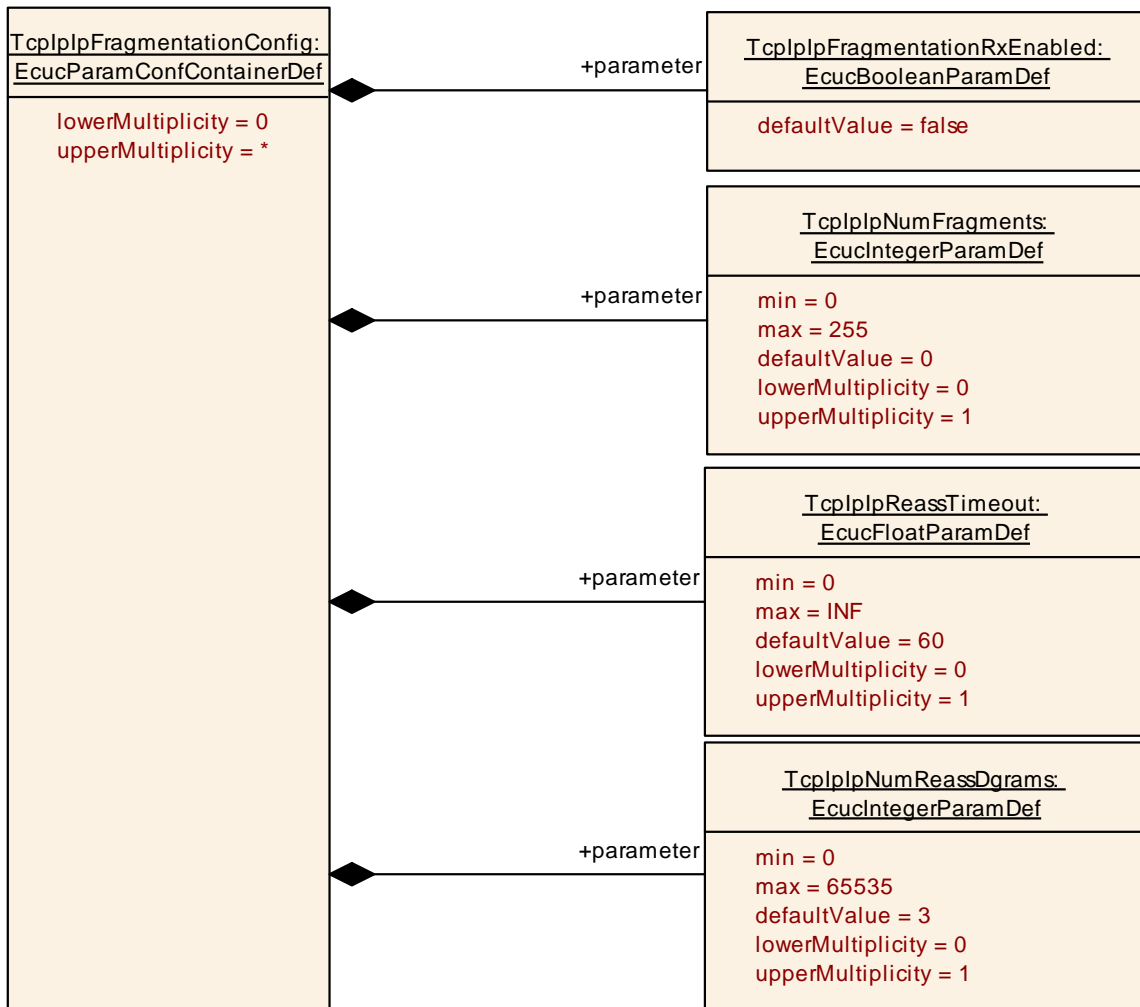 TcpIpIpFragmentationConfig:
EcucParamConfContainerDef
lowerMultiplicity = 0
upperMultiplicity = *
+parameter
TcpIpIpFragmentationRxEnabled:
EcucBooleanParamDef
defaultValue = false
+parameter
TcpIpIpNumFragments:
EcucIntegerParamDef
min = 0
max = 255
defaultValue = 0
lowerMultiplicity = 0
upperMultiplicity = 1
+parameter
TcpIpIpReassTimeout:
EcucFloatParamDef
min = 0
max = INF
defaultValue = 60
lowerMultiplicity = 0
upperMultiplicity = 1
+parameter
TcpIpIpNumReassDgrams:
EcucIntegerParamDef
min = 0
max = 65535
defaultValue = 3
lowerMultiplicity = 0
upperMultiplicity = 1